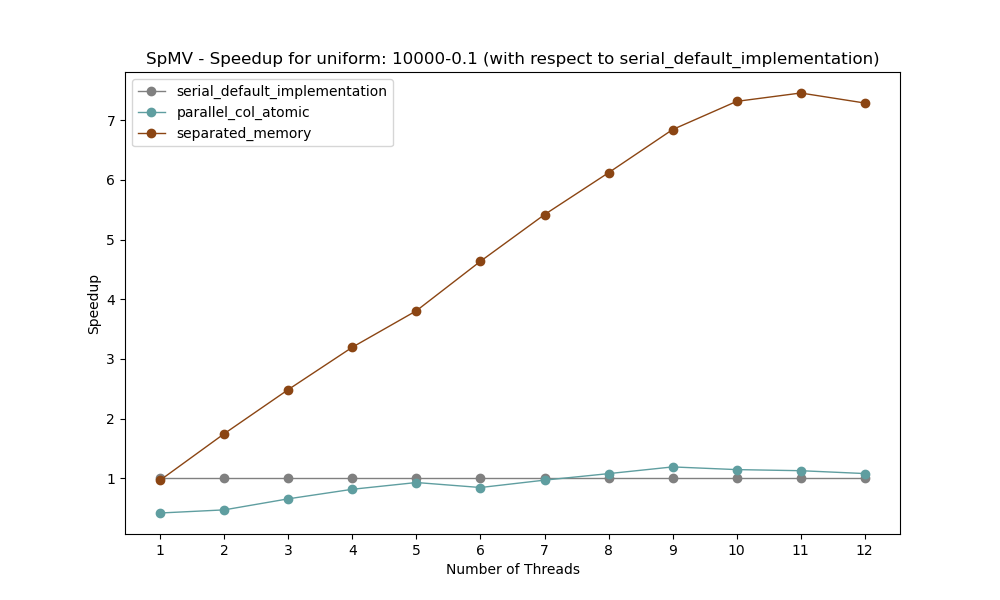 SpMV - Speedup for uniform: 10000-0.1 (with respect to serial_default_implementation)
serial_default_implementation
parallel_col_atomic
separated_memory
Speedup
7
6
5
4
3
2
1
1 2 3 4 5 6 7 8 9 10 11 12
Number of Threads